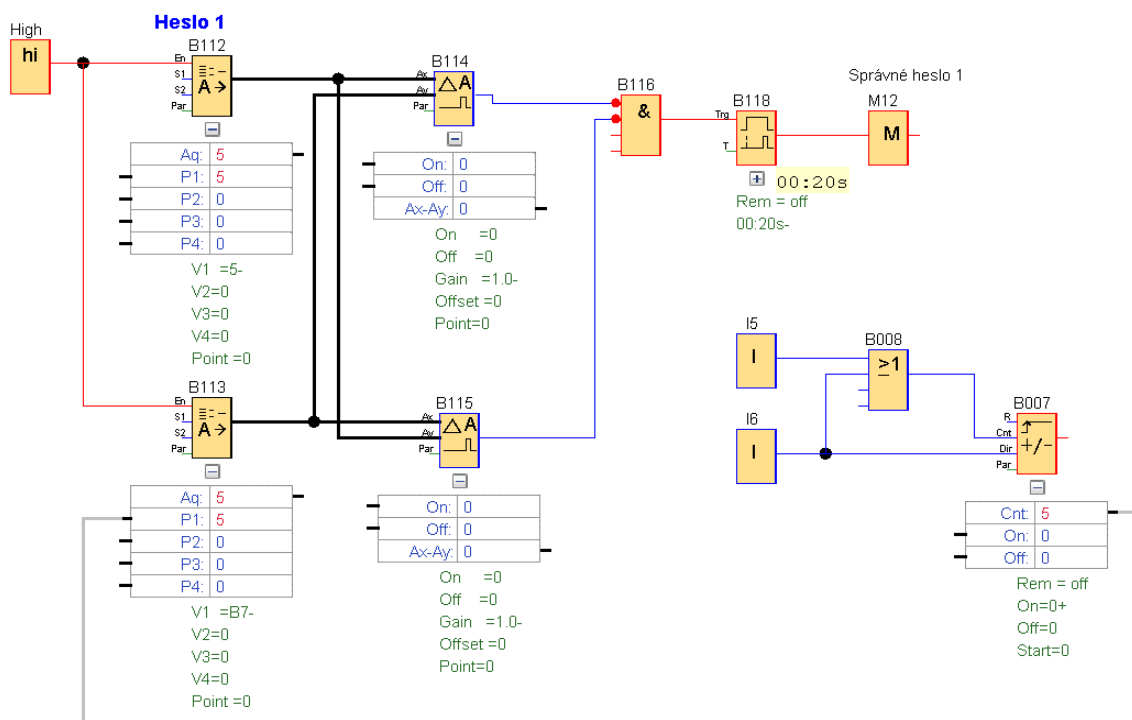 High
hi
Heslo 1
B112
En
S1
S2
Par
A→
Aq: 5
P1: 5
P2: 0
P3: 0
P4: 0
V1 =5-
V2=0
V3=0
V4=0
Point =0
B114
Ax
Ay
Par
△A
On: 0
Off: 0
Ax-Ay: 0
On =0
Off =0
Gain =1.0-
Offset =0
Point=0
B116
&
B118
Trg
T
00:20s
Rem = off
00:20s-
Správné heslo 1
M12
M
B113
En
S1
S2
Par
A→
Aq: 5
P1: 5
P2: 0
P3: 0
P4: 0
V1 =B7-
V2=0
V3=0
V4=0
Point =0
B115
Ax
Ay
Par
△A
On: 0
Off: 0
Ax-Ay: 0
On =0
Off =0
Gain =1.0-
Offset =0
Point=0
I5
I
I6
I
B008
≥1
B007
R
Cnt
Dir
Par
+/-
Cnt: 5
On: 0
Off: 0
Rem = off
On=0+
Off=0
Start=0